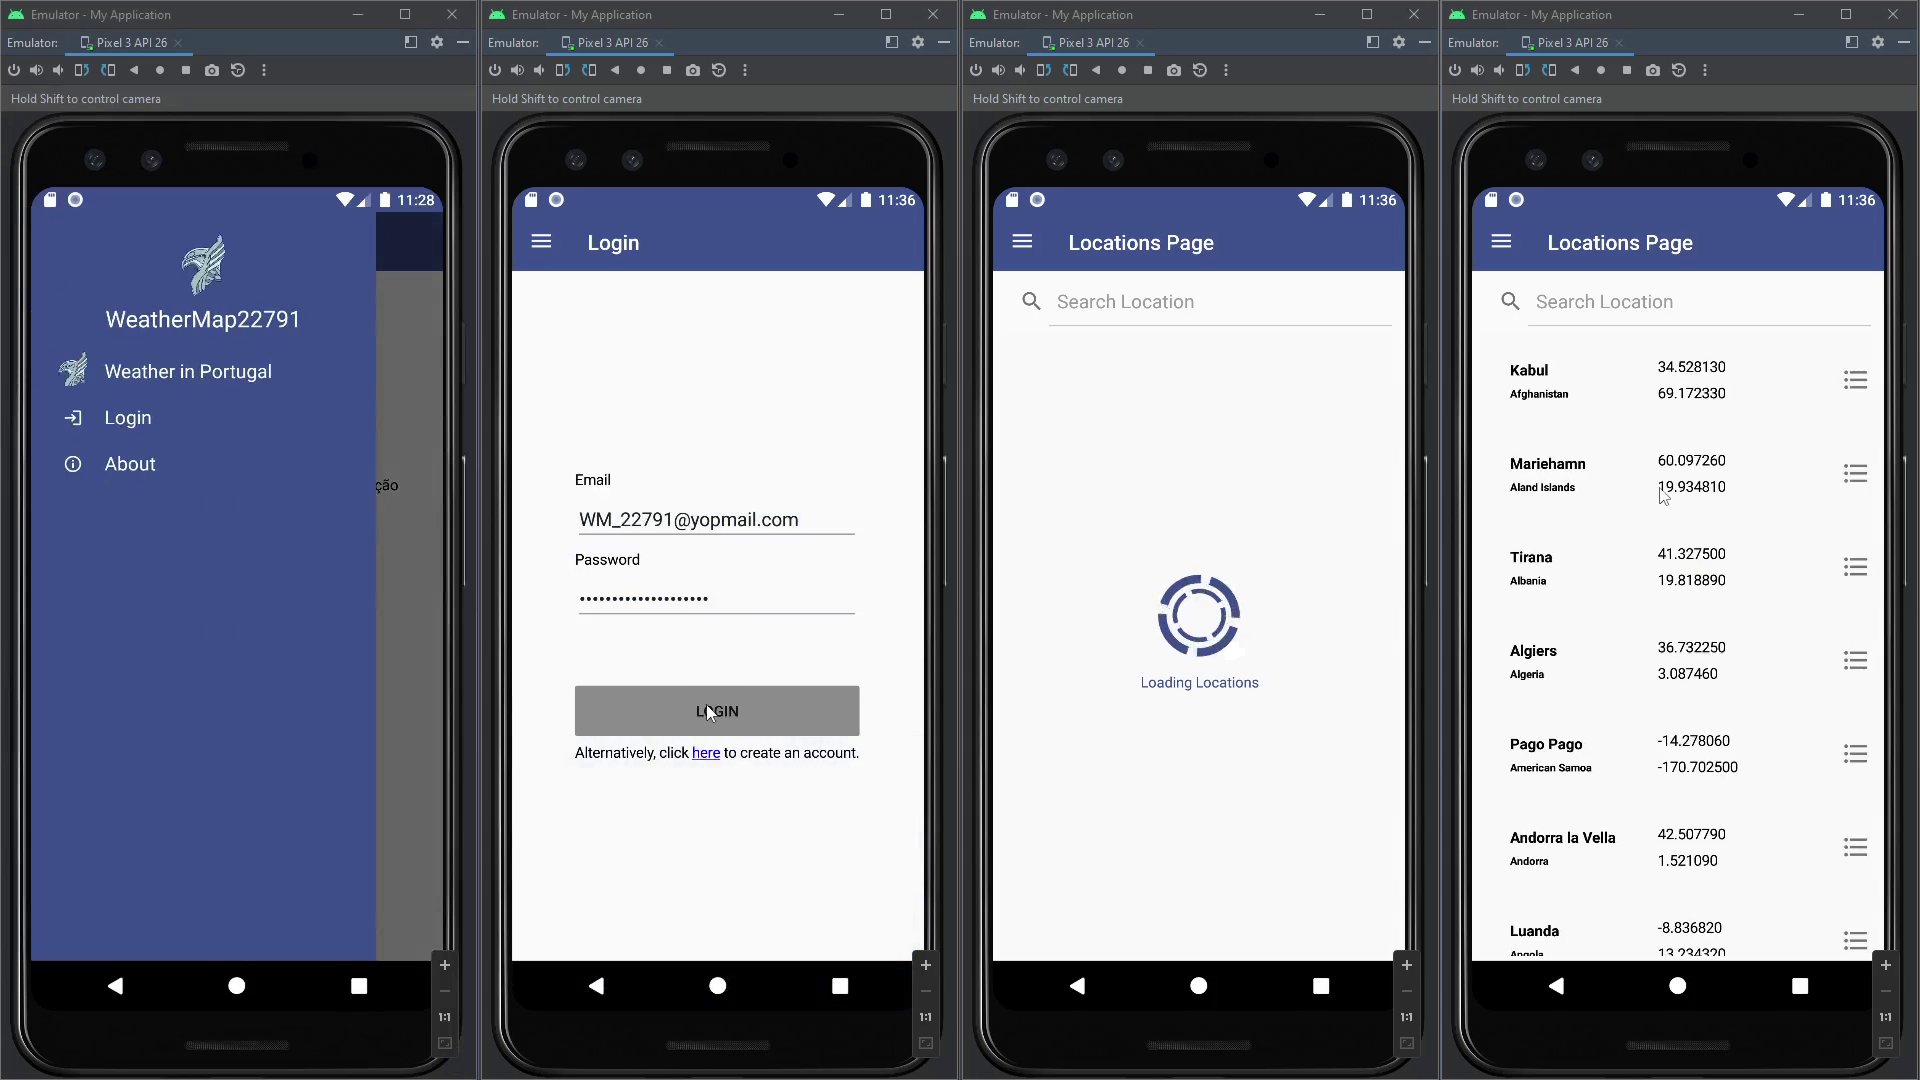 Emulator - My Application
Emulator:
Pixel 3 API 26
Hold Shift to control camera
11:28
WeatherMap22791
Weather in Portugal
Login
About
ção
1:1
Emulator - My Application
Emulator:
Pixel 3 API 26
Hold Shift to control camera
11:36
Login
Email
WM_22791@yopmail.com
Password
••••••••••••••••••••
LOGIN
Alternatively, click here to create an account.
1:1
Emulator - My Application
Emulator:
Pixel 3 API 26
Hold Shift to control camera
11:36
Locations Page
Search Location
Loading Locations
1:1
Emulator - My Application
Emulator:
Pixel 3 API 26
Hold Shift to control camera
11:36
Locations Page
Search Location
Kabul
34.528130
Afghanistan
69.172330
Mariehamn
60.097260
Aland Islands
19.934810
Tirana
41.327500
Albania
19.818890
Algiers
36.732250
Algeria
3.087460
Pago Pago
-14.278060
American Samoa
-170.702500
Andorra la Vella
42.507790
Andorra
1.521090
Luanda
-8.836820
Angola
13.234320
1:1